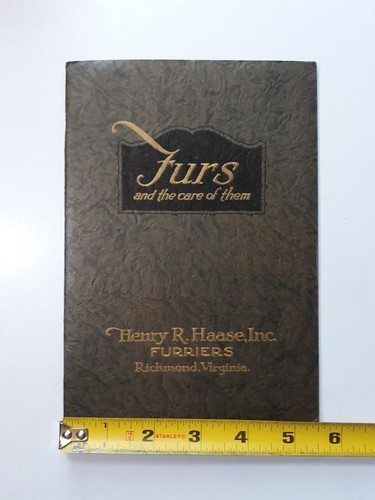 Furs
and the care of them
Henry R. Haase, Inc.
FURRIERS
Richmond, Virginia.
1 2 STANLEY 3 4 5 6